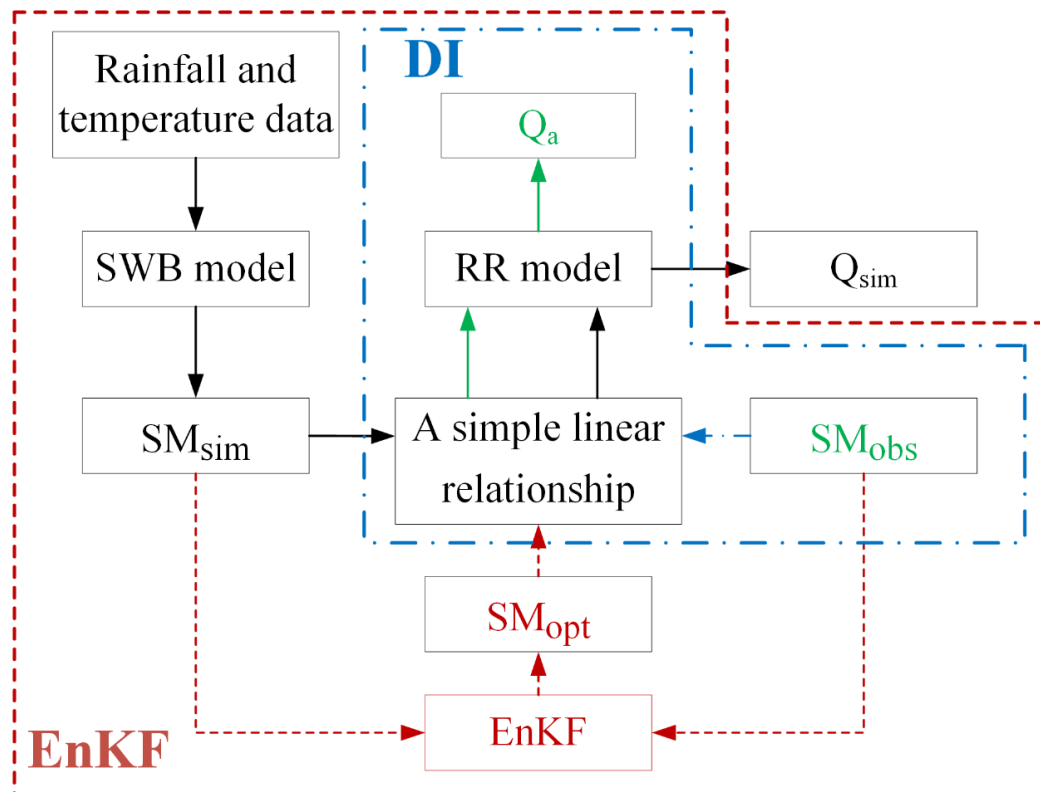 Rainfall and
temperature data
DI
Qa
SWB model
RR model
Qsim
SMsim
A simple linear
relationship
SMobs
SMopt
EnKF
EnKF